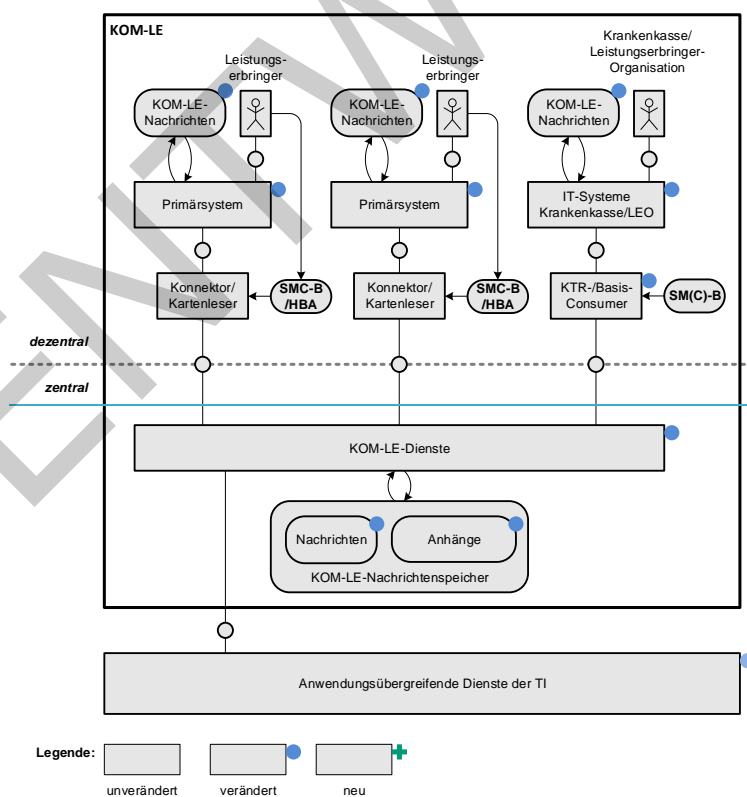 KOM-LE
Leistungs-
erbringer
Leistungs-
erbringer
Krankenkasse/
Leistungserbringer-
Organisation
KOM-LE-
Nachrichten
KOM-LE-
Nachrichten
KOM-LE-
Nachrichten
Primärsystem
Primärsystem
IT-Systeme
Krankenkasse/LEO
Konnektor/
Kartenleser
SMC-B
/HBA
Konnektor/
Kartenleser
SMC-B
/HBA
KTR-/Basis-
Consumer
SM(C)-B
dezentral
zentral
KOM-LE-Dienste
Nachrichten
Anhänge
KOM-LE-Nachrichtenspeicher
Anwendungsübergreifende Dienste der TI
Legende:
unverändert
verändert
neu